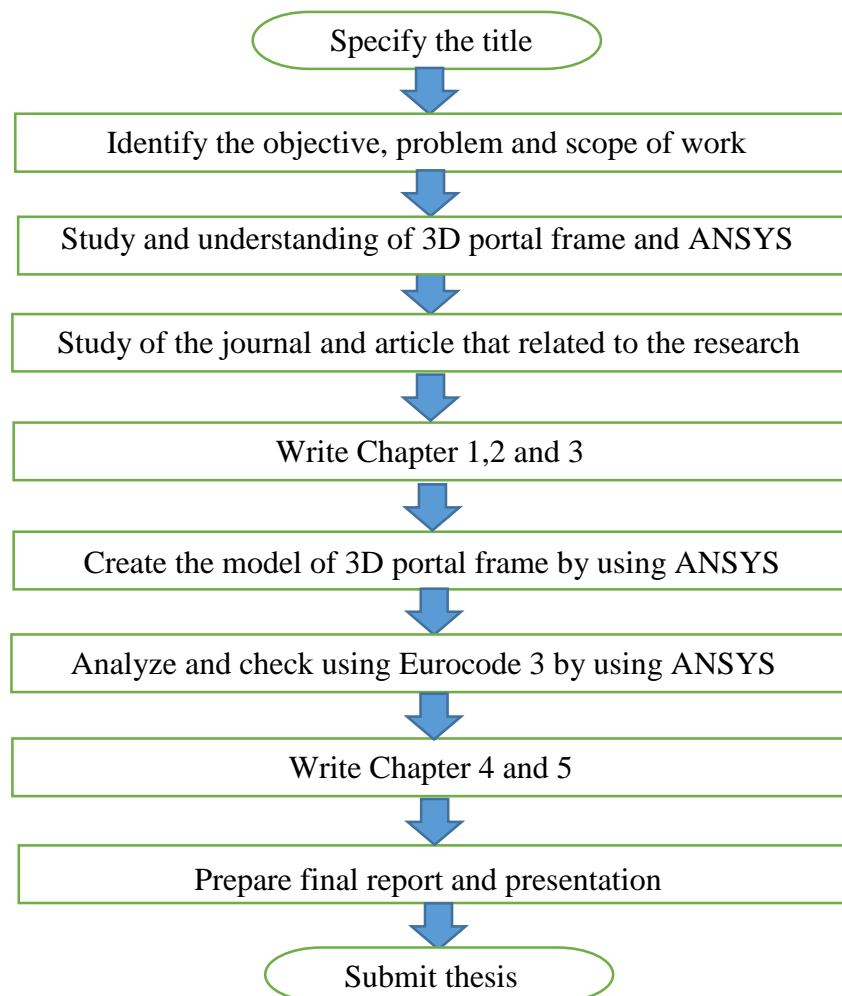 Specify the title
Identify the objective, problem and scope of work
Study and understanding of 3D portal frame and ANSYS
Study of the journal and article that related to the research
Write Chapter 1,2 and 3
Create the model of 3D portal frame by using ANSYS
Analyze and check using Eurocode 3 by using ANSYS
Write Chapter 4 and 5
Prepare final report and presentation
Submit thesis